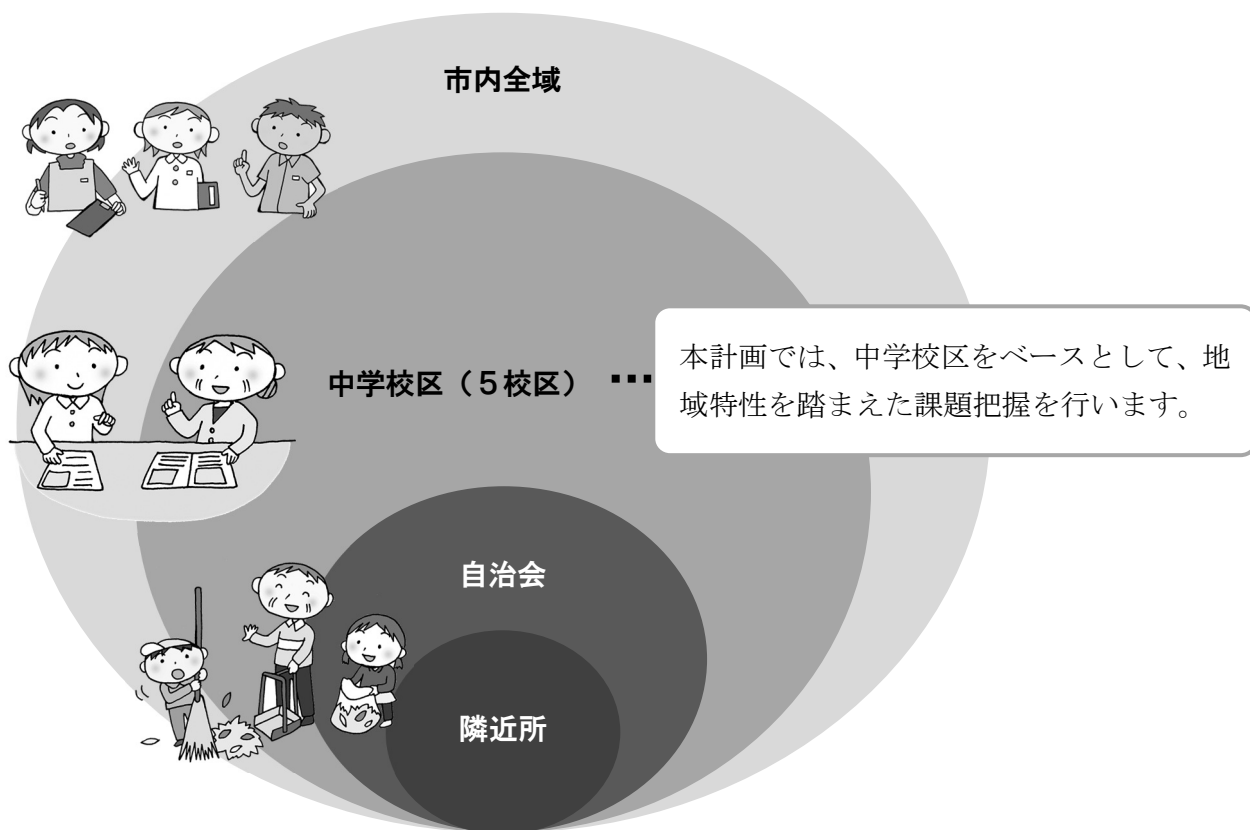 市内全域
中学校区（５校区） …
本計画では、中学校区をベースとして、地
域特性を踏まえた課題把握を行います。
自治会
隣近所